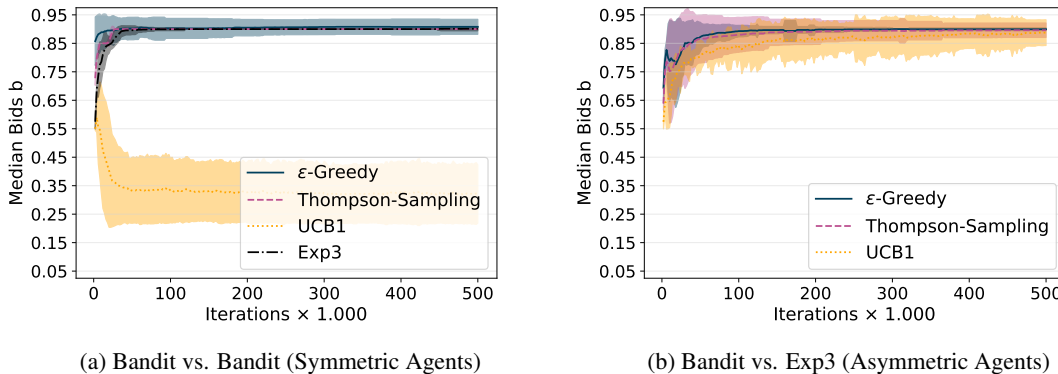 0.95
0.85
0.75
0.65
0.55
0.45
0.35
0.25
0.15
0.05
Median Bids b
ε-Greedy
Thompson-Sampling
UCB1
Exp3
0 100 200 300 400 500
Iterations × 1.000
(a) Bandit vs. Bandit (Symmetric Agents)
0.95
0.85
0.75
0.65
0.55
0.45
0.35
0.25
0.15
0.05
Median Bids b
ε-Greedy
Thompson-Sampling
UCB1
0 100 200 300 400 500
Iterations × 1.000
(b) Bandit vs. Exp3 (Asymmetric Agents)